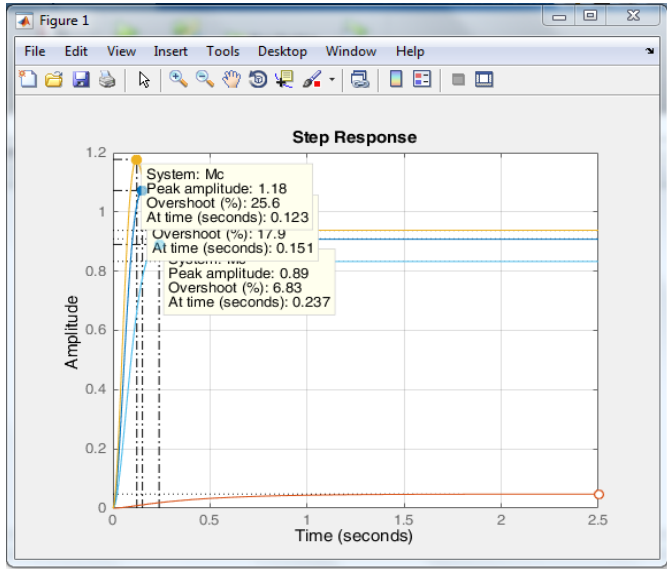 Figure 1
File Edit View Insert Tools Desktop Window Help
Step Response
1.2
1
0.8
0.6
0.4
0.2
0
Amplitude
System: Mc
Peak amplitude: 1.18
Overshoot (%): 25.6
At time (seconds): 0.123
Overshoot (%): 17.9
At time (seconds): 0.151
Peak amplitude: 0.89
Overshoot (%): 6.83
At time (seconds): 0.237
0 0.5 1 1.5 2 2.5
Time (seconds)